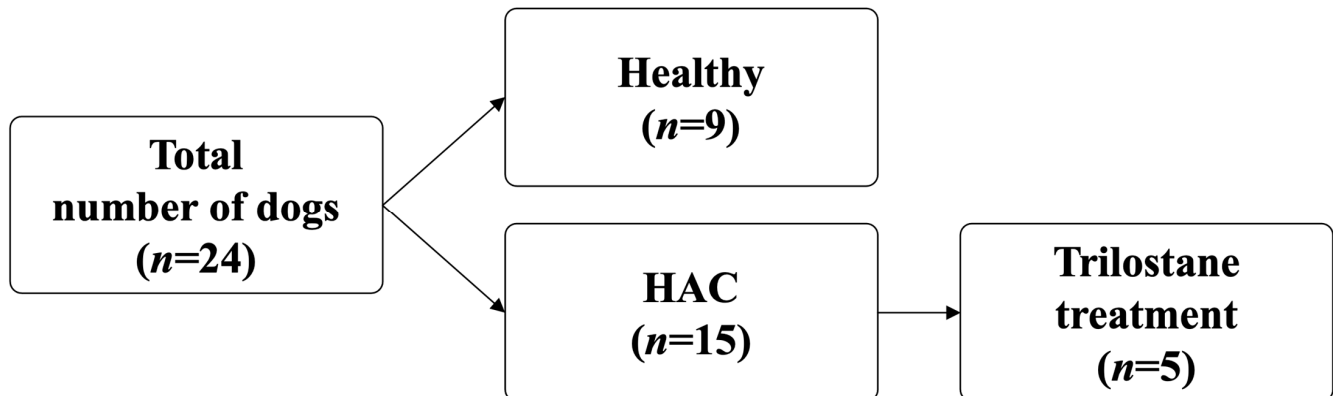 Total
number of dogs
(n=24)
Healthy
(n=9)
HAC
(n=15)
Trilostane
treatment
(n=5)